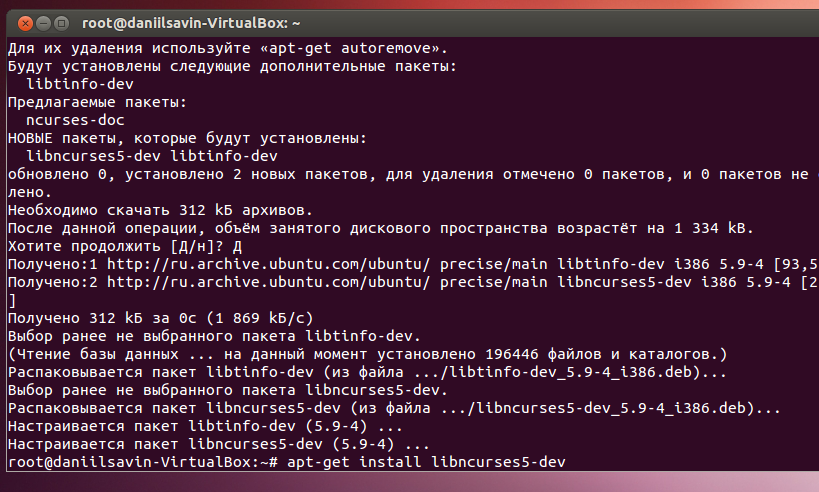 root@daniilsavin-VirtualBox: ~
Для их удаления используйте «apt-get autoremove».
Будут установлены следующие дополнительные пакеты:
  libtinfo-dev
Предлагаемые пакеты:
  ncurses-doc
НОВЫЕ пакеты, которые будут установлены:
  libncurses5-dev libtinfo-dev
обновлено 0, установлено 2 новых пакетов, для удаления отмечено 0 пакетов, и 0 пакетов не
лено.
Необходимо скачать 312 kБ архивов.
После данной операции, объём занятого дискового пространства возрастёт на 1 334 kB.
Хотите продолжить [Д/н]? Д
Получено:1 http://ru.archive.ubuntu.com/ubuntu/ precise/main libtinfo-dev i386 5.9-4 [93,5
Получено:2 http://ru.archive.ubuntu.com/ubuntu/ precise/main libncurses5-dev i386 5.9-4 [2
]
Получено 312 kБ за 0с (1 869 kБ/c)
Выбор ранее не выбранного пакета libtinfo-dev.
(Чтение базы данных ... на данный момент установлено 196446 файлов и каталогов.)
Распаковывается пакет libtinfo-dev (из файла .../libtinfo-dev_5.9-4_i386.deb)...
Выбор ранее не выбранного пакета libncurses5-dev.
Распаковывается пакет libncurses5-dev (из файла .../libncurses5-dev_5.9-4_i386.deb)...
Настраивается пакет libtinfo-dev (5.9-4) ...
Настраивается пакет libncurses5-dev (5.9-4) ...
root@daniilsavin-VirtualBox:~# apt-get install libncurses5-dev